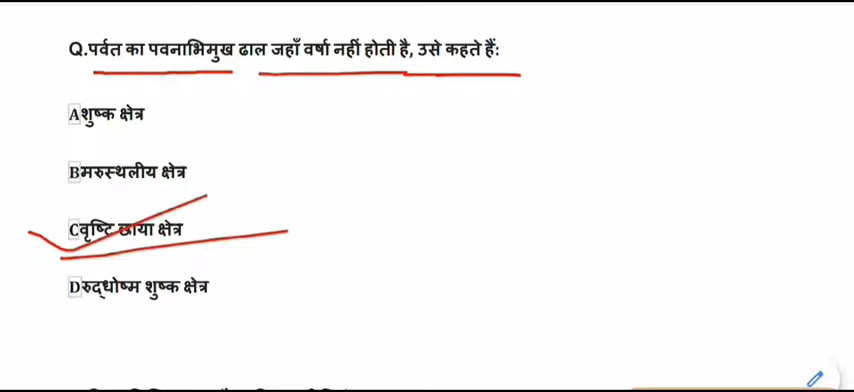 Q.पर्वत का पवनाभिमुख ढाल जहाँ वर्षा नहीं होती है, उसे कहते हैं:
Aशुष्क क्षेत्र
Bमरुस्थलीय क्षेत्र
Cवृष्टि छाया क्षेत्र
Dरुद्धोष्म शुष्क क्षेत्र